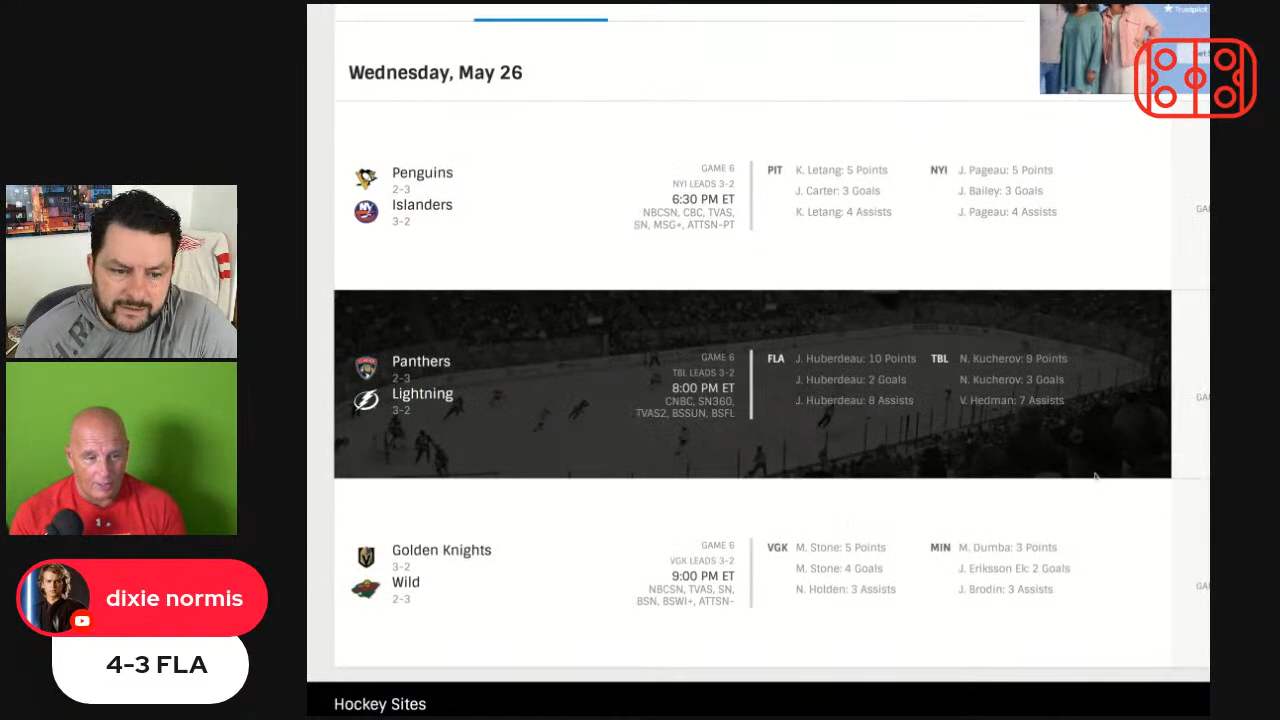 Trustpilot
Wednesday, May 26
Penguins
2-3
Islanders
3-2
GAME 6
NYI LEADS 3-2
6:30 PM ET
NBCSN, CBC, TVAS,
SN, MSG+, ATTSN-PT
PIT
K. Letang: 5 Points
J. Carter: 3 Goals
K. Letang: 4 Assists
NYI
J. Pageau: 5 Points
J. Bailey: 3 Goals
J. Pageau: 4 Assists
Panthers
2-3
Lightning
3-2
GAME 6
TBL LEADS 3-2
8:00 PM ET
CNBC, SN360,
TVAS2, BSSUN, BSFL
FLA
J. Huberdeau: 10 Points
J. Huberdeau: 2 Goals
J. Huberdeau: 8 Assists
TBL
N. Kucherov: 9 Points
N. Kucherov: 3 Goals
V. Hedman: 7 Assists
Golden Knights
3-2
Wild
2-3
GAME 6
VGK LEADS 3-2
9:00 PM ET
NBCSN, TVAS, SN,
BSN, BSWI+, ATTSN-
VGK
M. Stone: 5 Points
M. Stone: 4 Goals
N. Holden: 3 Assists
MIN
M. Dumba: 3 Points
J. Eriksson Ek: 2 Goals
J. Brodin: 3 Assists
dixie normis
4-3 FLA
Hockey Sites